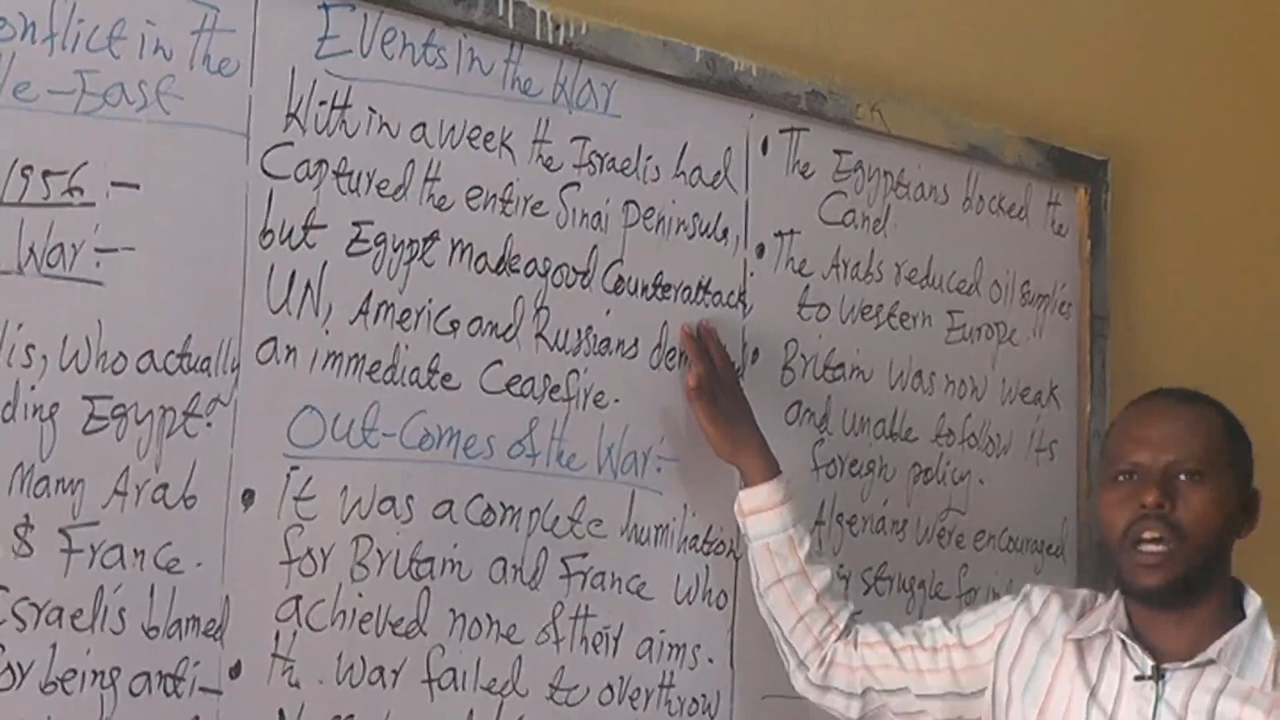 onflict in the
le-East
1956:-
War:-
lis, Who actually
ding Egypt
Many Arab
$ France.
Israelis blamed
or being anti-
Events in the War
Within a week the Israelis had
Captured the entire Sinai peninsula,
but Egypt made a good Counterattack,
UN, America and Russians dem
an immediate Ceasefire.
Out-Comes of the War:-
• it was a complete humiliation
for Britain and France who
achieved none of their aims.
• The War failed to overthrow
• The Egyptians blocked the
Canel.
• The Arabs reduced oil supplies
to Western Europe.
• Britain was now weak
and unable to follow its
foreign policy.
Algerians were encouraged
struggle for in